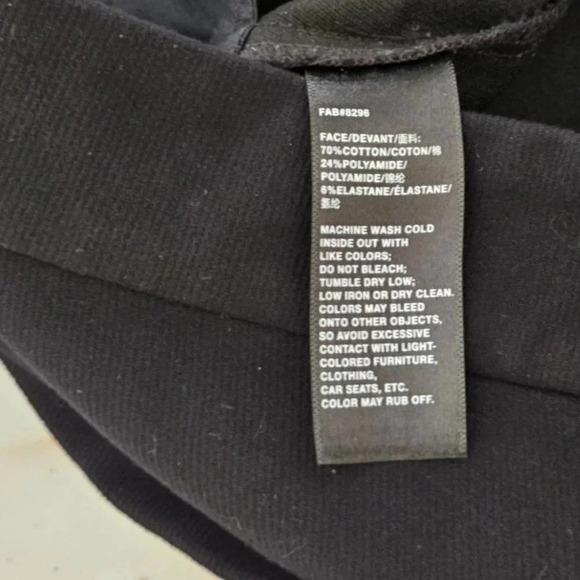 FAB#8296
FACE/DEVANT/面料:
70%COTTON/COTON/棉
24%POLYAMIDE/
POLYAMIDE/锦纶
6%ELASTANE/ÉLASTANE/
氨纶
MACHINE WASH COLD
INSIDE OUT WITH
LIKE COLORS;
DO NOT BLEACH;
TUMBLE DRY LOW;
LOW IRON OR DRY CLEAN.
COLORS MAY BLEED
ONTO OTHER OBJECTS,
SO AVOID EXCESSIVE
CONTACT WITH LIGHT-
COLORED FURNITURE,
CLOTHING,
CAR SEATS, ETC.
COLOR MAY RUB OFF.